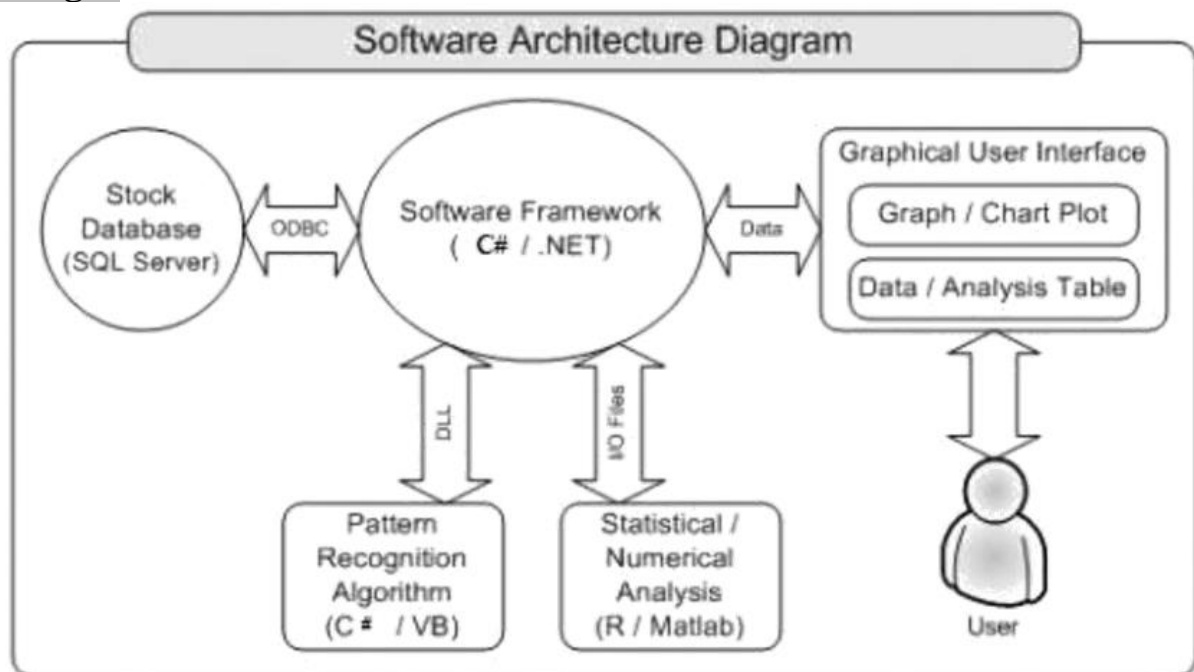 Software Architecture Diagram
Stock
Database
(SQL Server)
ODBC
Software Framework
( C# / .NET)
Data
Graphical User Interface
Graph / Chart Plot
Data / Analysis Table
DLL
I/O Files
Pattern
Recognition
Algorithm
(C # / VB)
Statistical /
Numerical
Analysis
(R / Matlab)
User